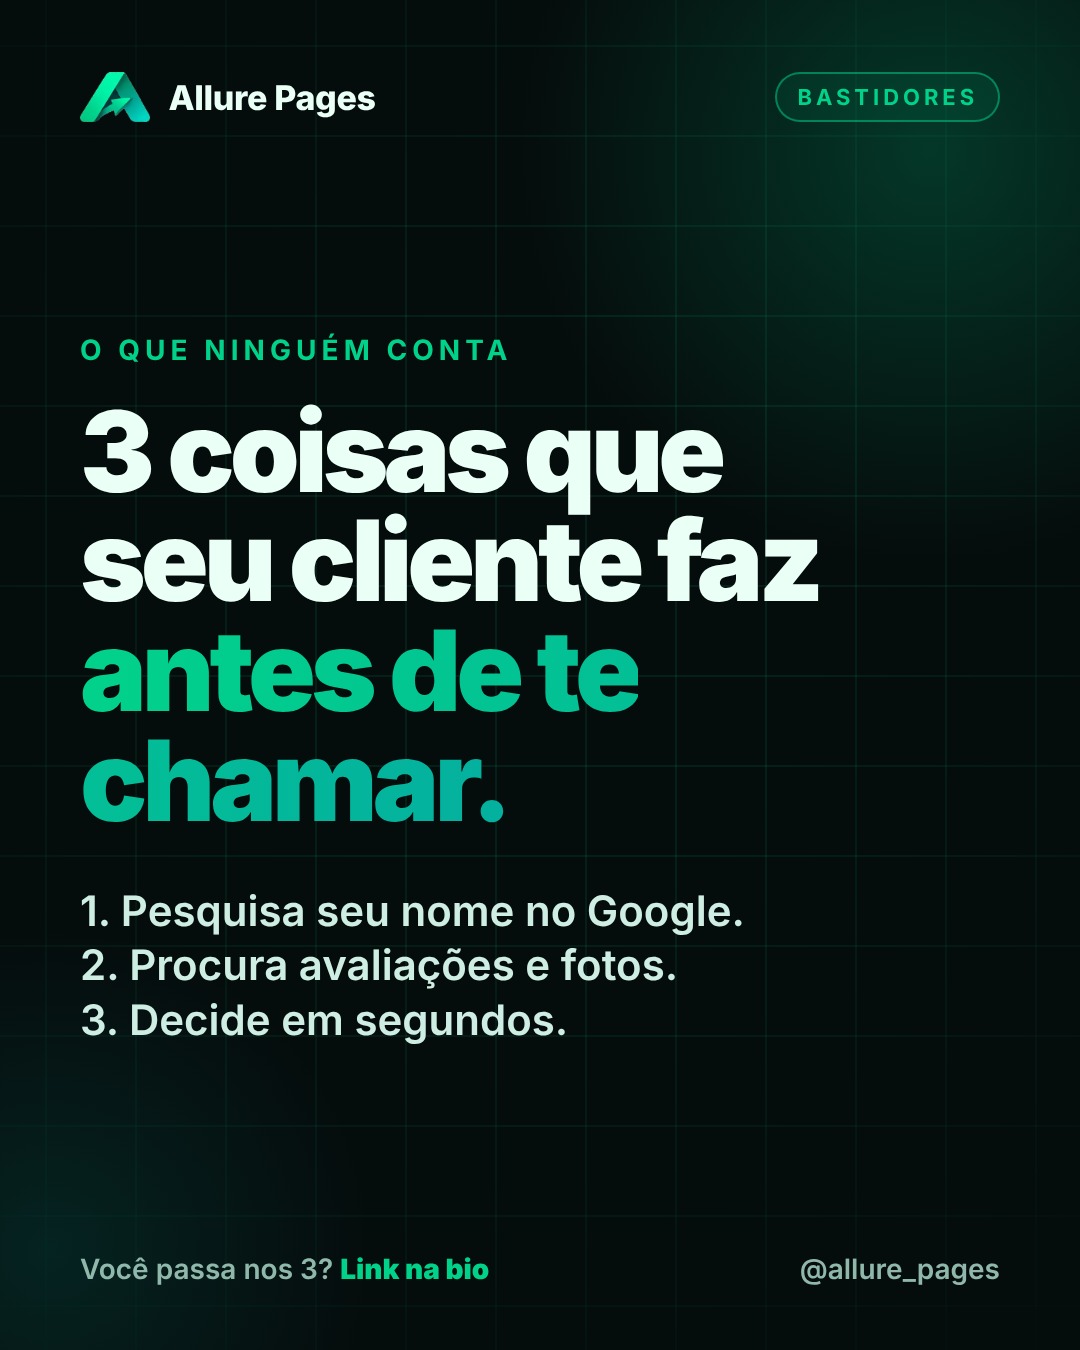 Allure Pages
BASTIDORES
O QUE NINGUÉM CONTA
3 coisas que
seu cliente faz
antes de te
chamar.
1. Pesquisa seu nome no Google.
2. Procura avaliações e fotos.
3. Decide em segundos.
Você passa nos 3? Link na bio
@allure_pages